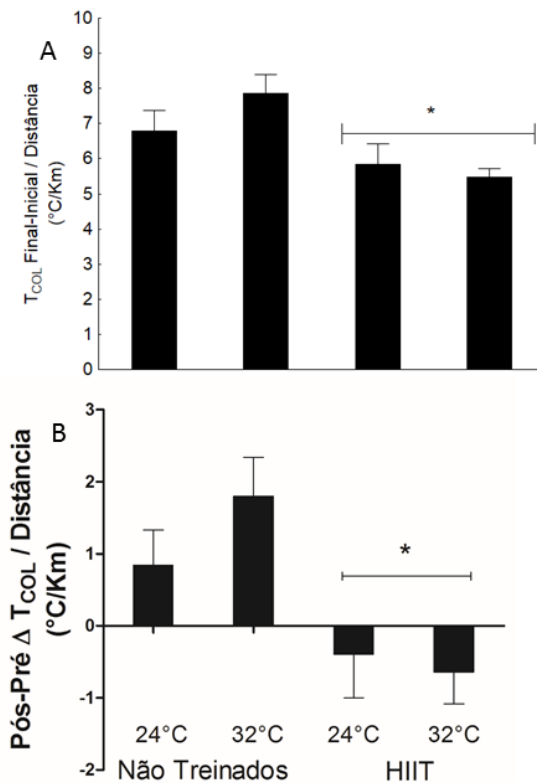 A
T_COL Final-Inicial / Distância
(°C/Km)
10
9
8
7
6
5
4
3
2
1
0
*
B
Pós-Pré Δ T_COL / Distância
(°C/Km)
3
2
1
0
-1
-2
*
24°C 32°C 24°C 32°C
Não Treinados HIIT